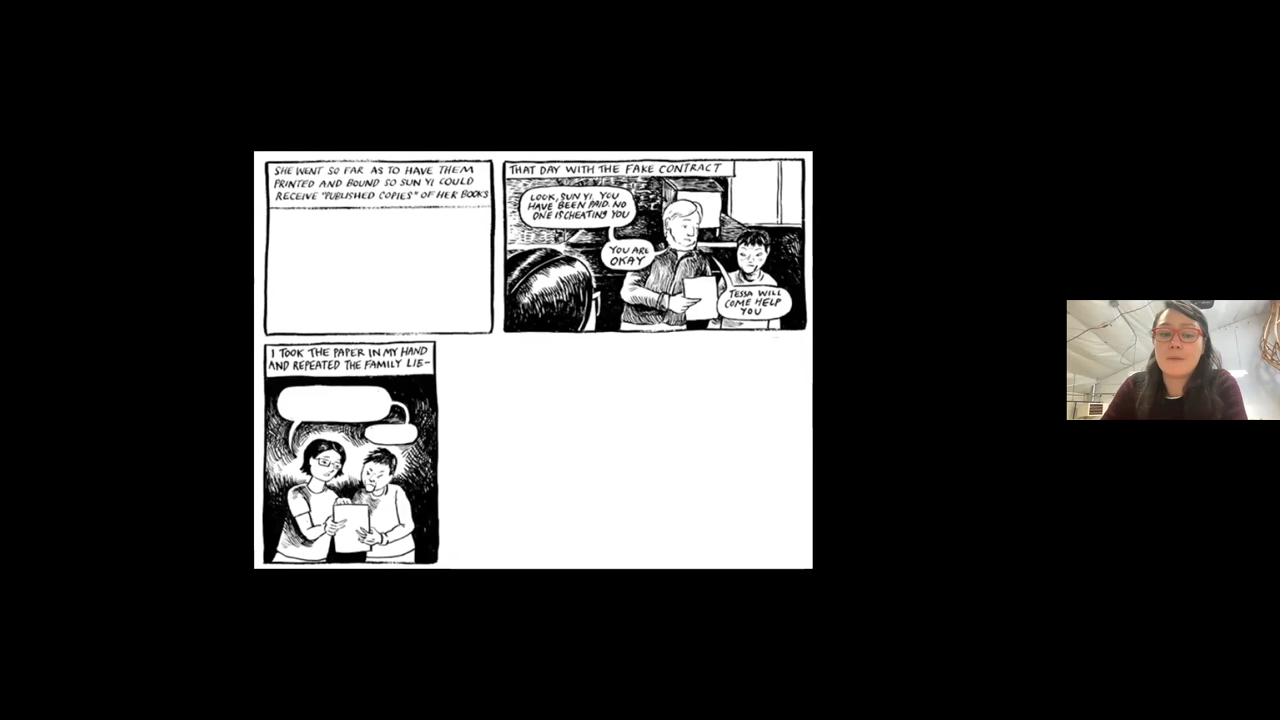 SHE WENT SO FAR AS TO HAVE THEM
PRINTED AND BOUND SO SUN YI COULD
RECEIVE "PUBLISHED COPIES" OF HER BOOKS
THAT DAY WITH THE FAKE CONTRACT
LOOK, SUN YI. YOU
HAVE BEEN PAID. NO
ONE IS CHEATING YOU
YOU ARE
OKAY
TESSA WILL
COME HELP
YOU
I TOOK THE PAPER IN MY HAND
AND REPEATED THE FAMILY LIE-